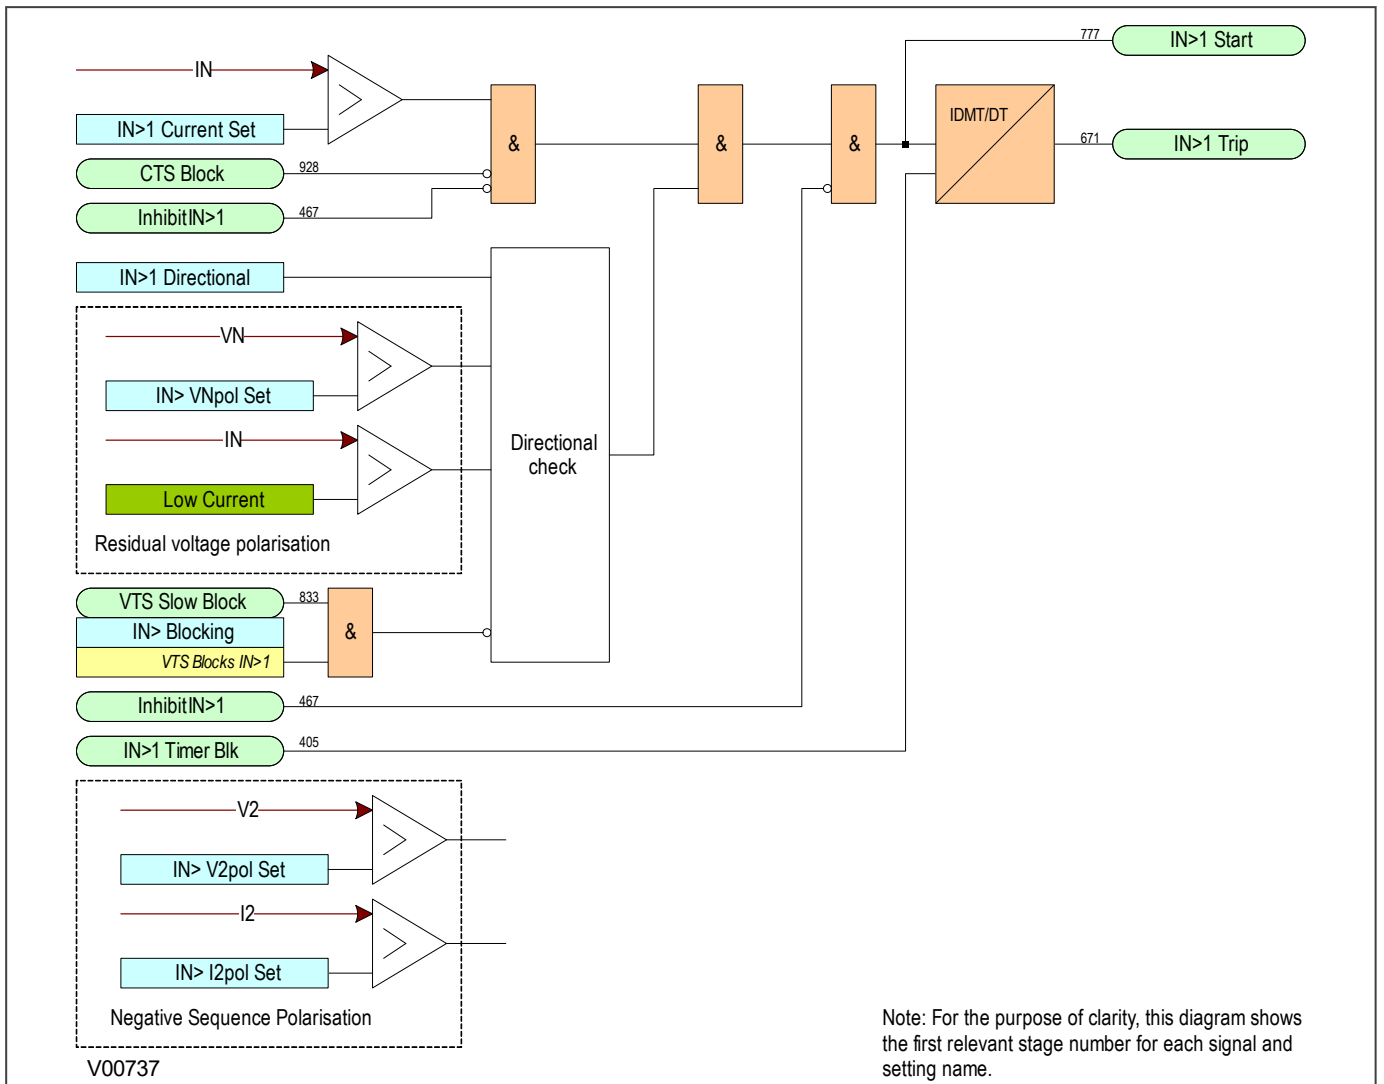 IN
IN>1 Current Set
CTS Block
928
InhibitIN>1
467
&
&
&
IDMT/DT
777
IN>1 Start
671
IN>1 Trip
IN>1 Directional
VN
IN> VNpol Set
IN
Low Current
Residual voltage polarisation
Directional
check
VTS Slow Block
833
IN> Blocking
VTS Blocks IN>1
&
InhibitIN>1
467
IN>1 Timer Blk
405
V2
IN> V2pol Set
I2
IN> I2pol Set
Negative Sequence Polarisation
V00737
Note: For the purpose of clarity, this diagram shows
the first relevant stage number for each signal and
setting name.